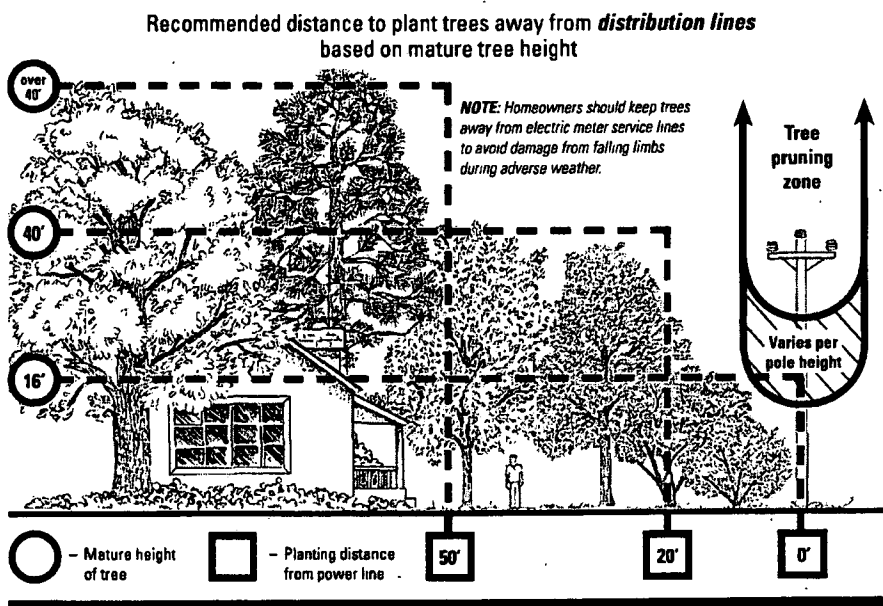 Recommended distance to plant trees away from distribution lines
based on mature tree height
over
40'
NOTE: Homeowners should keep trees
away from electric meter service lines
to avoid damage from falling limbs
during adverse weather.
Tree
pruning
zone
40'
Varies per
pole height
16'
– Mature height
of tree
– Planting distance
from power line
50'
20'
0'